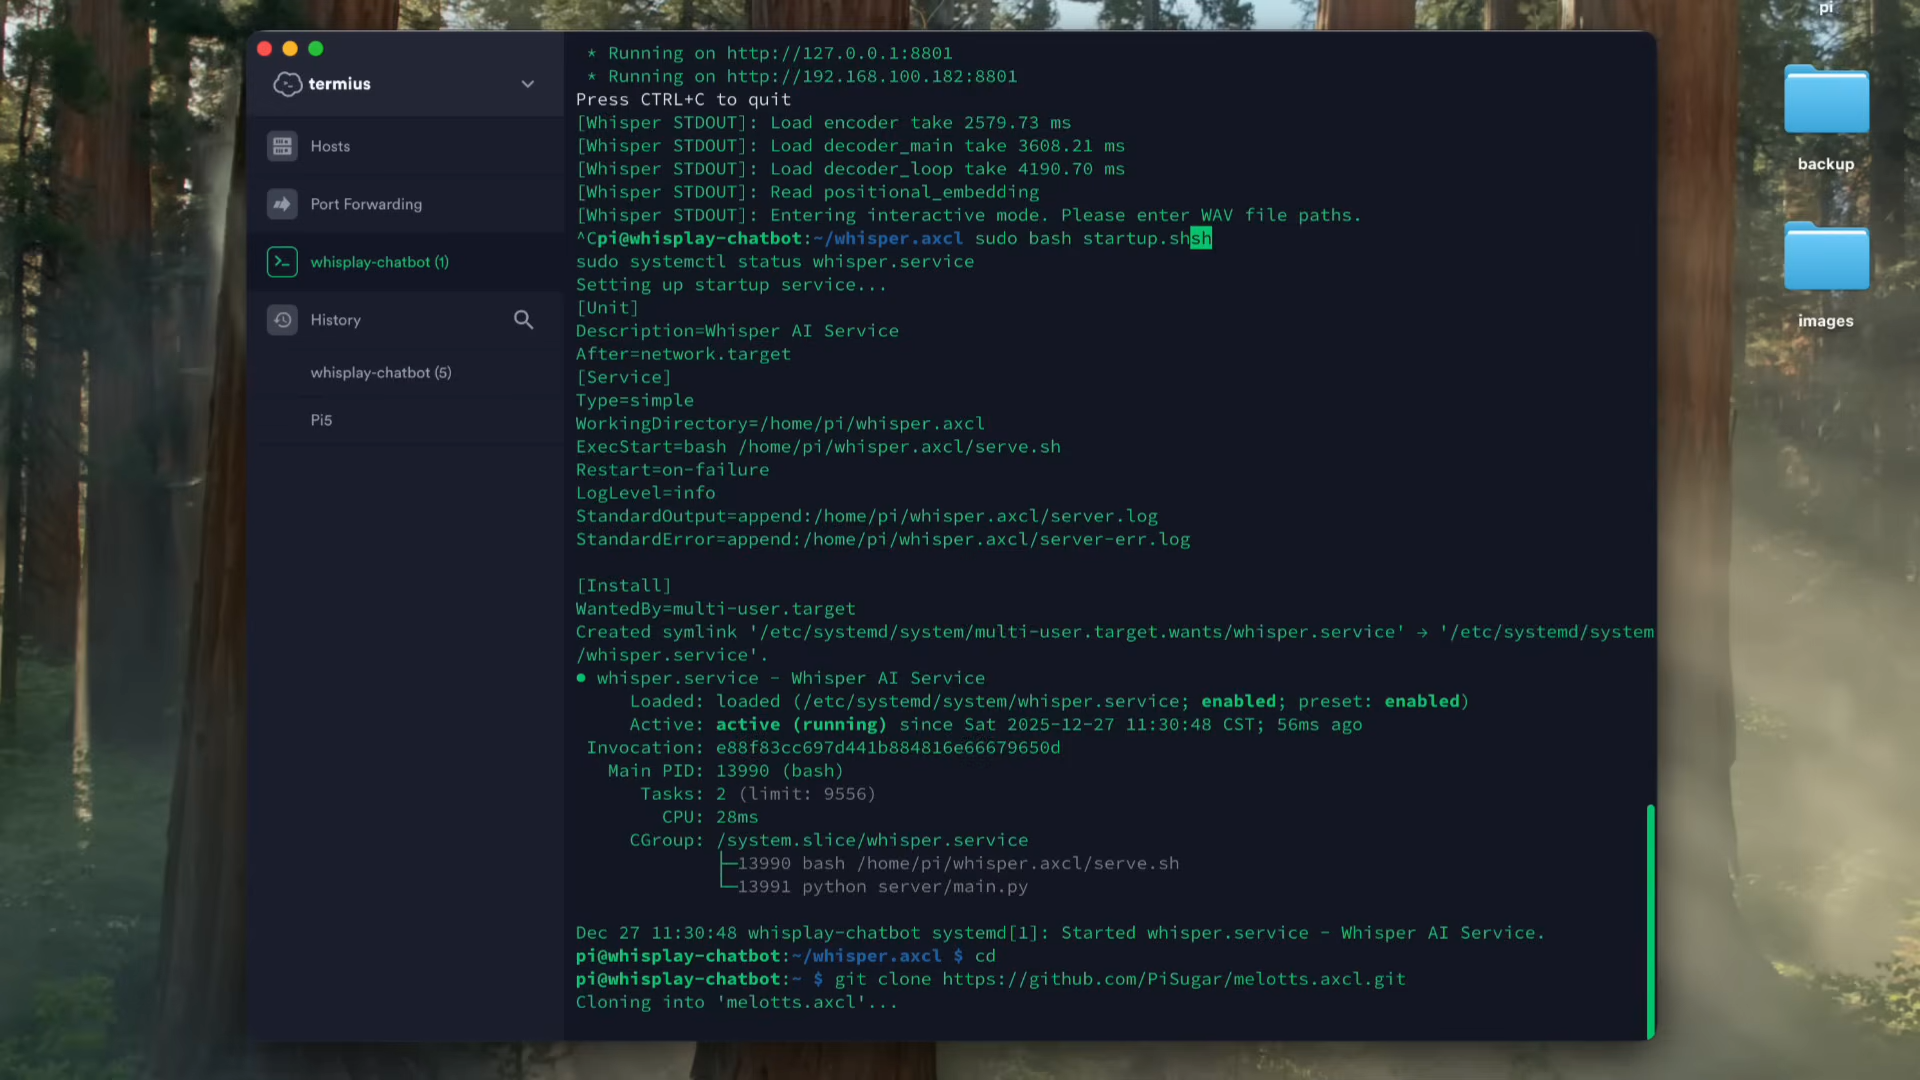 pi
backup
images
termius
Hosts
Port Forwarding
whisplay-chatbot (1)
History
whisplay-chatbot (5)
Pi5
* Running on http://127.0.0.1:8801
* Running on http://192.168.100.182:8801
Press CTRL+C to quit
[Whisper STDOUT]: Load encoder take 2579.73 ms
[Whisper STDOUT]: Load decoder_main take 3608.21 ms
[Whisper STDOUT]: Load decoder_loop take 4190.70 ms
[Whisper STDOUT]: Read positional_embedding
[Whisper STDOUT]: Entering interactive mode. Please enter WAV file paths.
^Cpi@whisplay-chatbot:~/whisper.axcl sudo bash startup.shsh
sudo systemctl status whisper.service
Setting up startup service...
[Unit]
Description=Whisper AI Service
After=network.target
[Service]
Type=simple
WorkingDirectory=/home/pi/whisper.axcl
ExecStart=bash /home/pi/whisper.axcl/serve.sh
Restart=on-failure
LogLevel=info
StandardOutput=append:/home/pi/whisper.axcl/server.log
StandardError=append:/home/pi/whisper.axcl/server-err.log
[Install]
WantedBy=multi-user.target
Created symlink '/etc/systemd/system/multi-user.target.wants/whisper.service' → '/etc/systemd/system
/whisper.service'.
● whisper.service - Whisper AI Service
Loaded: loaded (/etc/systemd/system/whisper.service; enabled; preset: enabled)
Active: active (running) since Sat 2025-12-27 11:30:48 CST; 56ms ago
Invocation: e88f83cc697d441b884816e66679650d
Main PID: 13990 (bash)
Tasks: 2 (limit: 9556)
CPU: 28ms
CGroup: /system.slice/whisper.service
├─13990 bash /home/pi/whisper.axcl/serve.sh
└─13991 python server/main.py
Dec 27 11:30:48 whisplay-chatbot systemd[1]: Started whisper.service - Whisper AI Service.
pi@whisplay-chatbot:~/whisper.axcl $ cd
pi@whisplay-chatbot:~ $ git clone https://github.com/PiSugar/melotts.axcl.git
Cloning into 'melotts.axcl'...